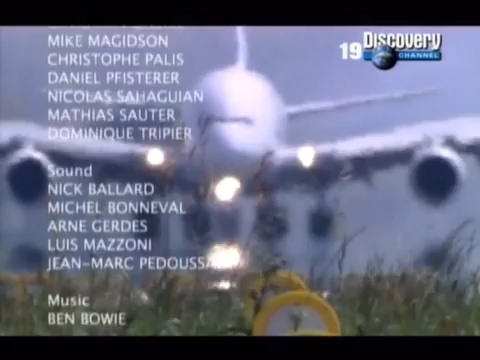 MIKE MAGIDSON
CHRISTOPHE PALIS
DANIEL PFISTERER
NICOLAS SAHAGUIAN
MATHIAS SAUTER
DOMINIQUE TRIPIER
Sound
NICK BALLARD
MICHEL BONNEVAL
ARNE GERDES
LUIS MAZZONI
JEAN-MARC PEDOUSSA
Music
BEN BOWIE
19
Discovery
CHANNEL